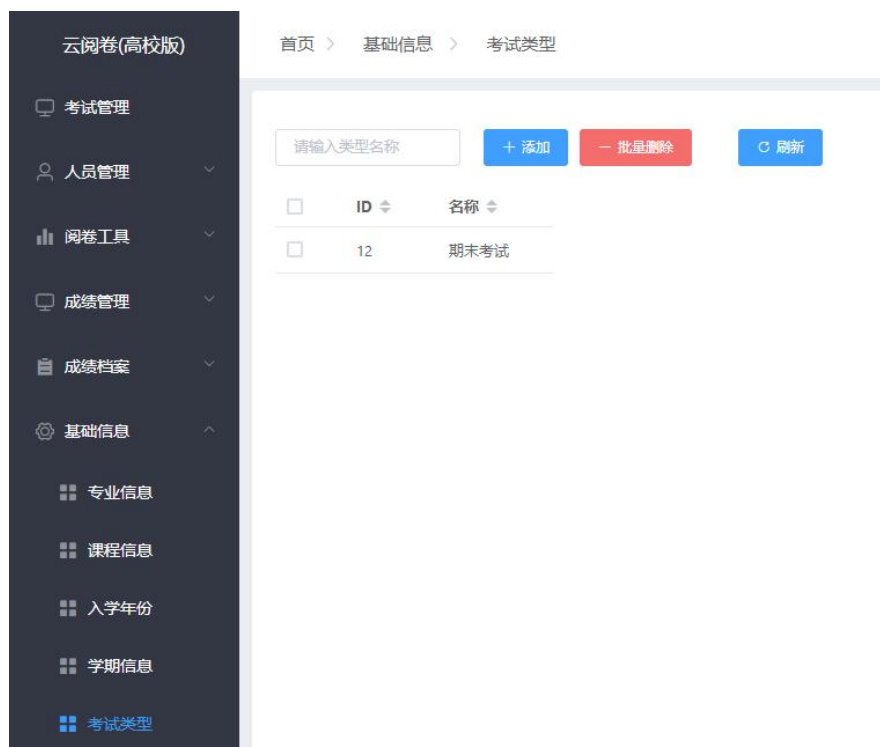 云阅卷(高校版)
首页 > 基础信息 > 考试类型
考试管理
人员管理
阅卷工具
成绩管理
成绩档案
基础信息
专业信息
课程信息
入学年份
学期信息
考试类型
请输入类型名称
+ 添加
- 批量删除
刷新
ID 名称
12 期末考试